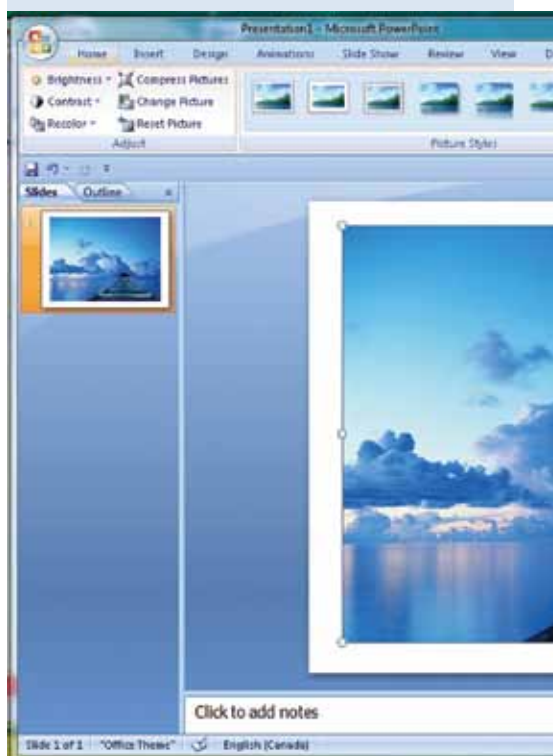 Presentation1 - Microsoft PowerPoint
Home Insert Design Animations Slide Show Review View D
Brightness Compress Pictures
Contrast Change Picture
Recolor Reset Picture
Adjust Picture Styles
Slides Outline x
1
Click to add notes
Slide 1 of 1 "Office Theme" English (Canada)